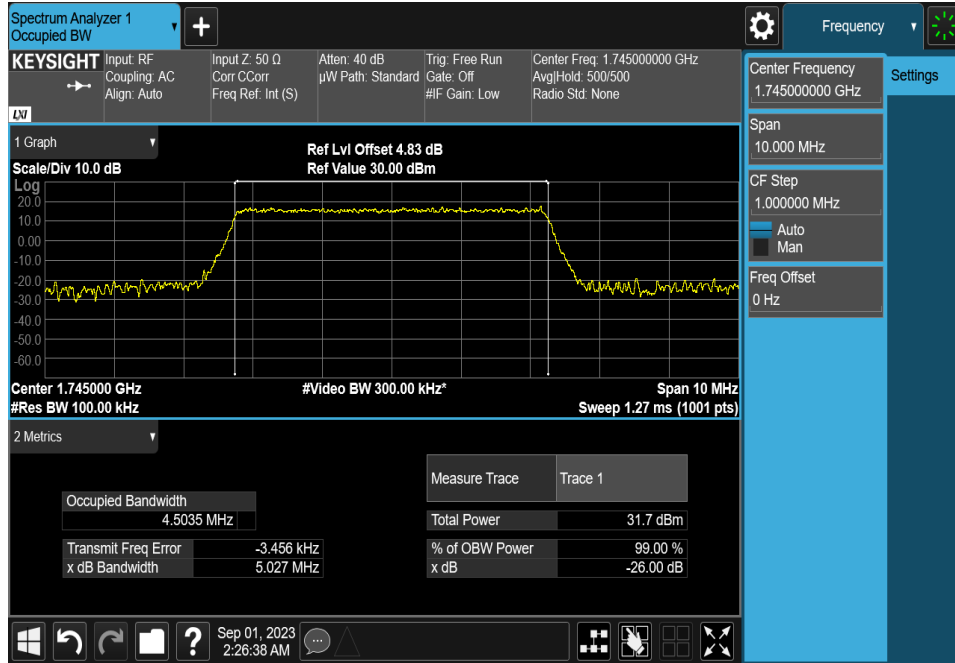 Spectrum Analyzer 1
Occupied BW
Frequency
KEYSIGHT
LXI
Input: RF
Coupling: AC
Align: Auto
Input Z: 50 Ω
Corr CCorr
Freq Ref: Int (S)
Atten: 40 dB
µW Path: Standard
Trig: Free Run
Gate: Off
#IF Gain: Low
Center Freq: 1.745000000 GHz
Avg|Hold: 500/500
Radio Std: None
Center Frequency
1.745000000 GHz
Settings
Span
10.000 MHz
CF Step
1.000000 MHz
Auto
Man
Freq Offset
0 Hz
1 Graph
Scale/Div 10.0 dB
Ref Lvl Offset 4.83 dB
Ref Value 30.00 dBm
Log
20.0
10.0
0.00
-10.0
-20.0
-30.0
-40.0
-50.0
-60.0
Center 1.745000 GHz
#Video BW 300.00 kHz*
Span 10 MHz
#Res BW 100.00 kHz
Sweep 1.27 ms (1001 pts)
2 Metrics
Measure Trace Trace 1
Occupied Bandwidth
4.5035 MHz
Total Power 31.7 dBm
Transmit Freq Error -3.456 kHz
% of OBW Power 99.00 %
x dB Bandwidth 5.027 MHz
x dB -26.00 dB
?
Sep 01, 2023
2:26:38 AM